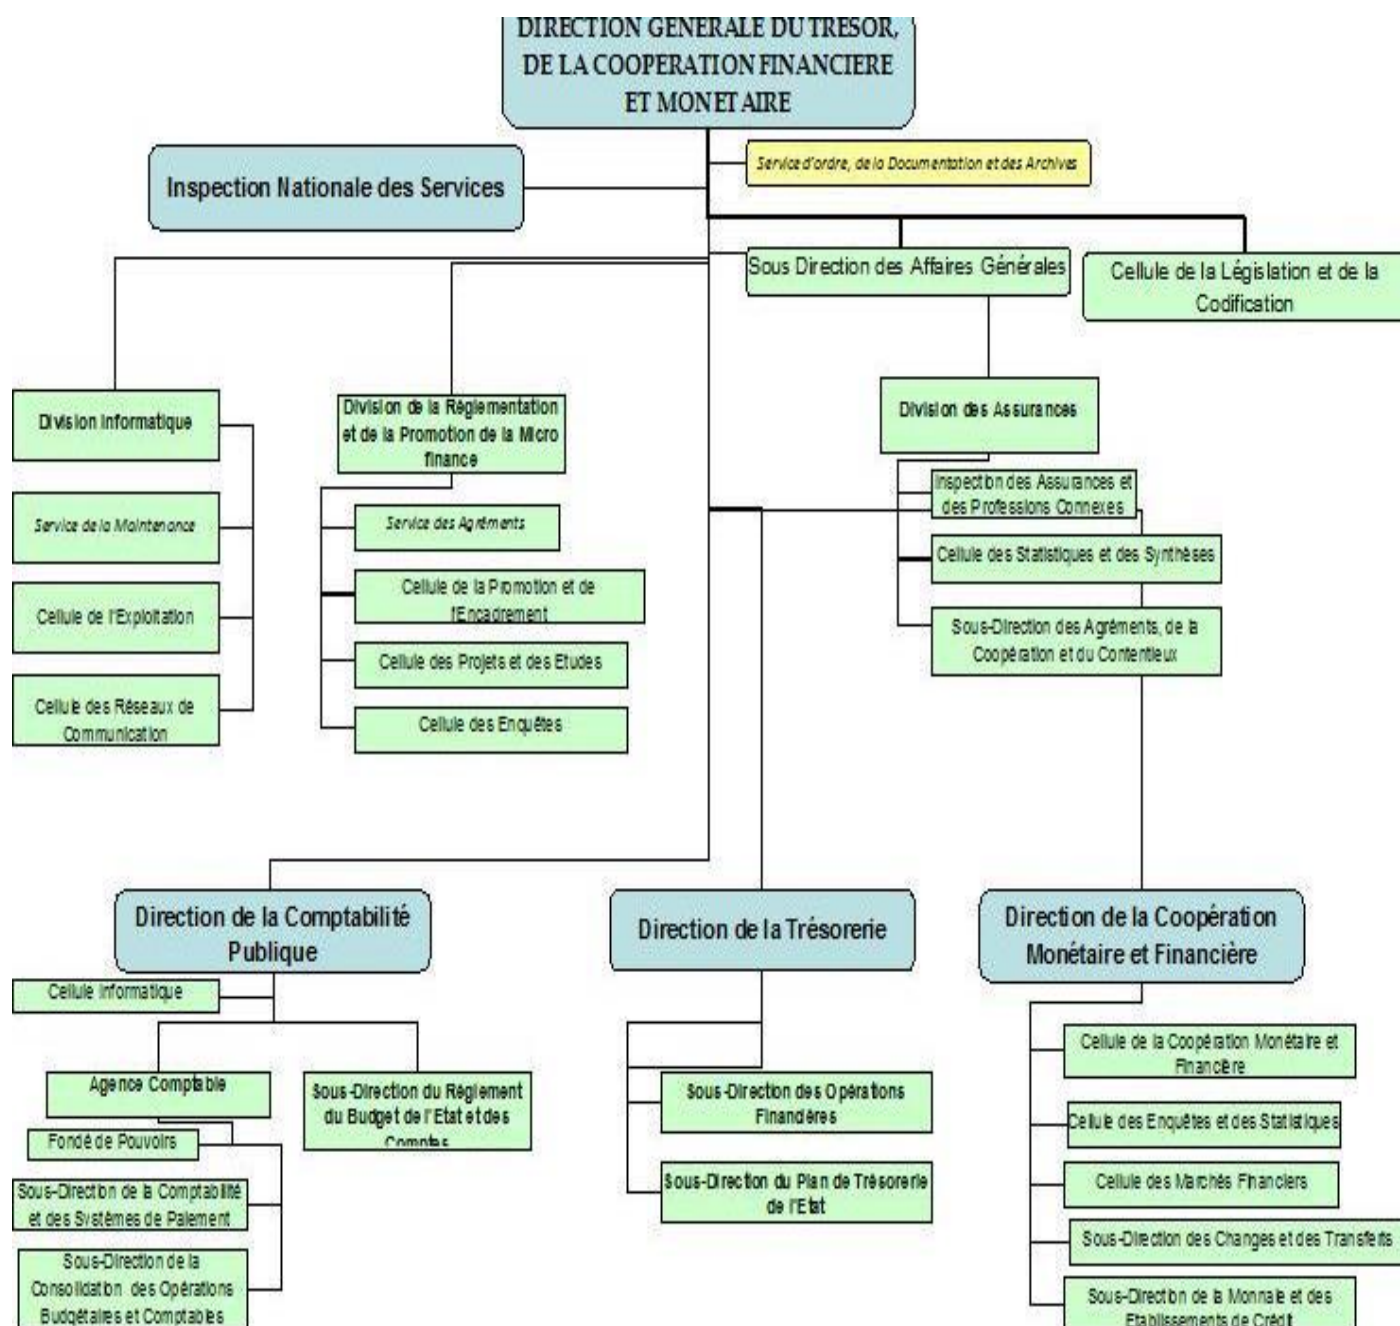 DIRECTION GENERALE DU TRESOR,
DE LA COOPERATION FINANCIERE
ET MONETAIRE
Inspection Nationale des Services
Service d'ordre, de la Documentation et des Archives
Sous Direction des Affaires Générales
Cellule de la Législation et de la
Codification
Division Informatique
Service de la Maintenance
Cellule de l'Exploitation
Cellule des Réseaux de
Communication
Division de la Règlementation
et de la Promotion de la Micro
finance
Service des Agréments
Cellule de la Promotion et de
l'Encadrement
Cellule des Projets et des Etudes
Cellule des Enquêtes
Division des Assurances
Inspection des Assurances et
des Professions Connexes
Cellule des Statistiques et des Synthèses
Sous-Direction des Agréments, de la
Coopération et du Contentieux
Direction de la Comptabilité
Publique
Cellule Informatique
Agence Comptable
Fondé de Pouvoirs
Sous-Direction de la Comptabilité
et des Systèmes de Paiement
Sous-Direction de la
Consolidation des Opérations
Budgétaires et Comptables
Sous-Direction du Règlement
du Budget de l'Etat et des
Comptes
Direction de la Trésorerie
Sous-Direction des Opérations
Financières
Sous-Direction du Plan de Trésorerie
de l'Etat
Direction de la Coopération
Monétaire et Financière
Cellule de la Coopération Monétaire et
Financière
Cellule des Enquêtes et des Statistiques
Cellule des Marchés Financiers
Sous-Direction des Changes et des Transferts
Sous-Direction de la Monnaie et des
Etablissements de Crédit